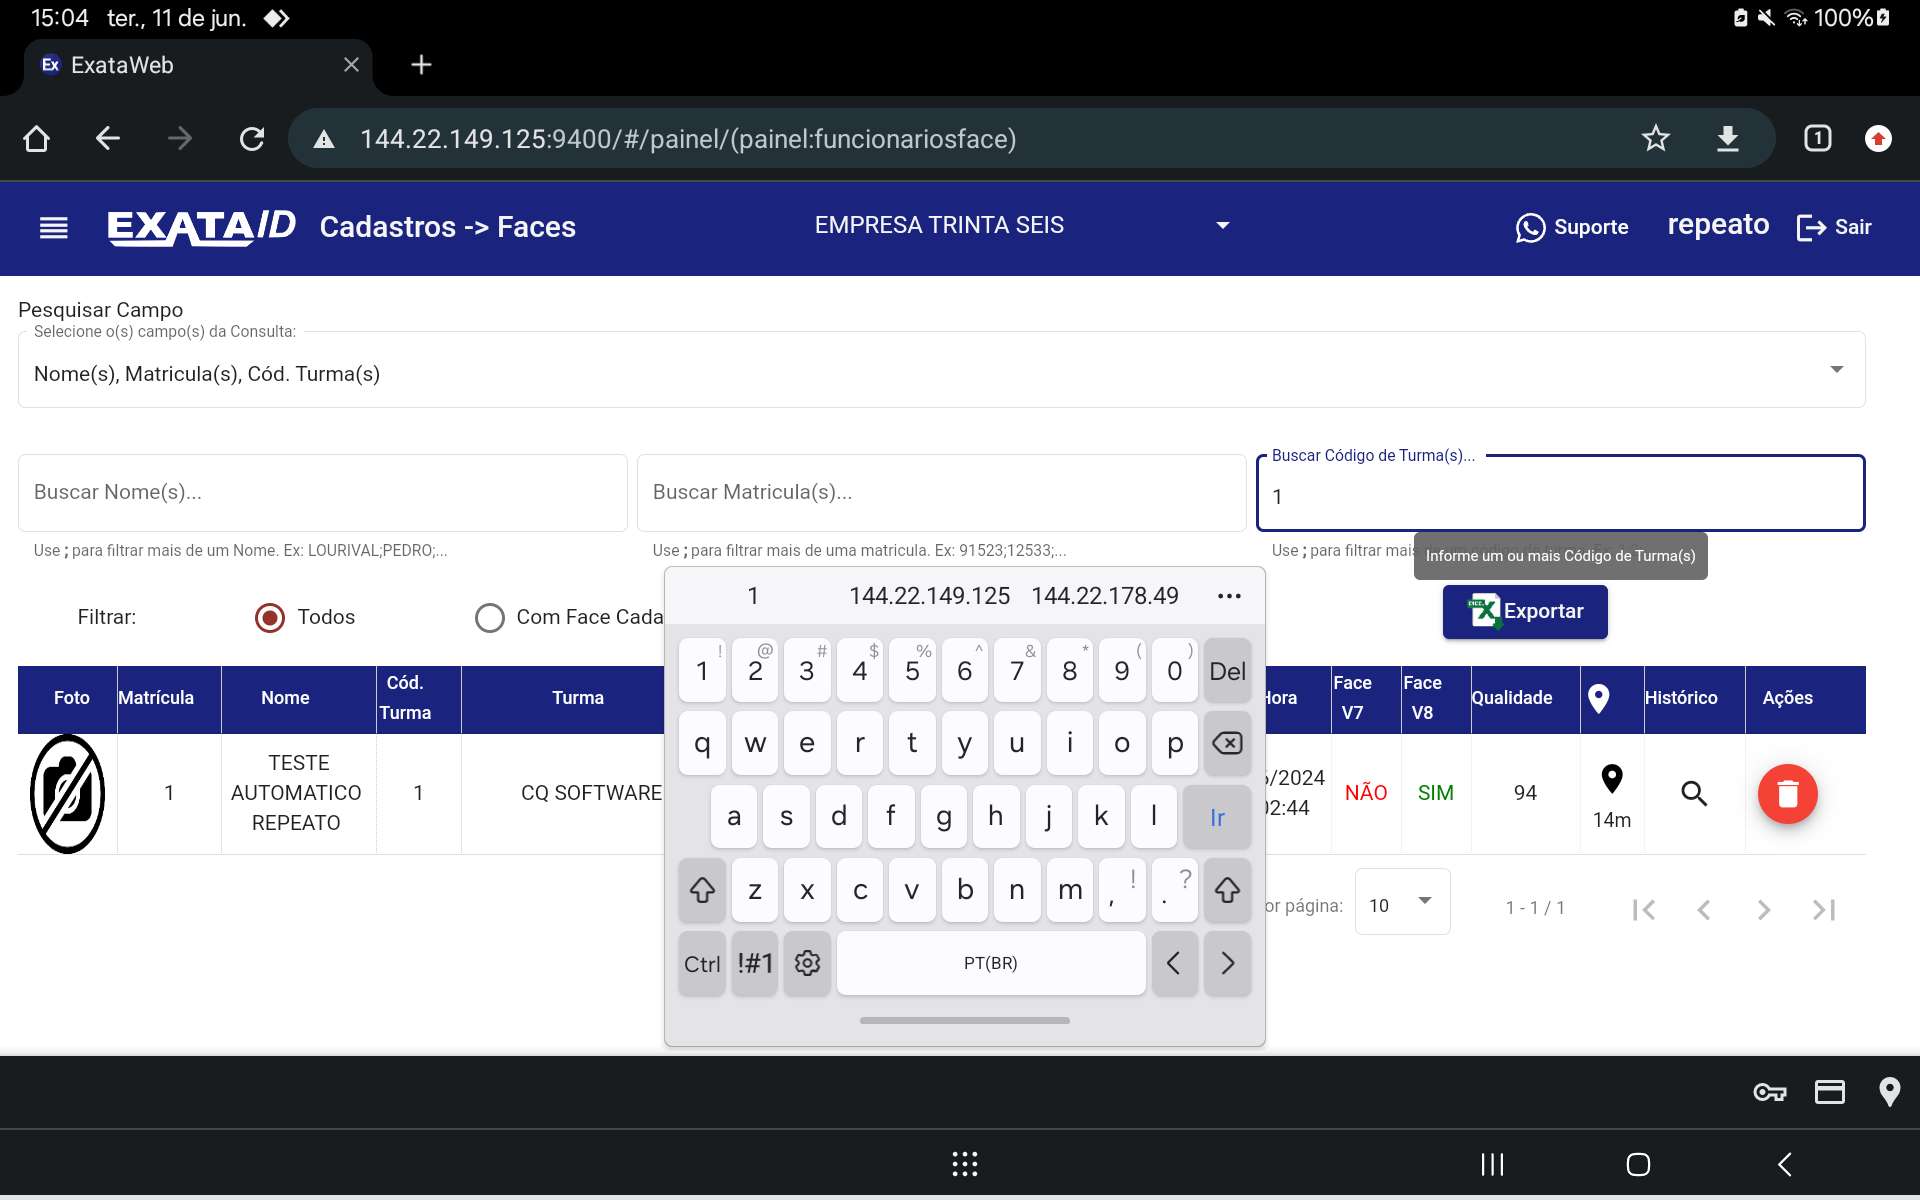 15:04 ter., 11 de jun. 100%
Ex ExataWeb
144.22.149.125:9400/#/painel/(painel:funcionariosface) 1
EXATA/ID Cadastros -> Faces EMPRESA TRINTA SEIS Suporte repeato Sair
Pesquisar Campo
Selecione o(s) campo(s) da Consulta:
Nome(s), Matricula(s), Cód. Turma(s)
Buscar Código de Turma(s)...
Buscar Nome(s)... Buscar Matricula(s)... 1
Use ; para filtrar mais de um Nome. Ex: LOURIVAL;PEDRO;... Use ; para filtrar mais de uma matricula. Ex: 91523;12533;... Use ; para filtrar mais
Informe um ou mais Código de Turma(s)
1 144.22.149.125 144.22.178.49 ...
Filtrar: Todos Com Face Cada Exportar
! @ # $ % ^ & * ( )
1 2 3 4 5 6 7 8 9 0 Del
Foto Matrícula Nome Cód. Turma Turma Hora Face V7 Face V8 Qualidade Histórico Ações
q w e r t y u i o p
TESTE
1 AUTOMATICO 1 CQ SOFTWARE 6/2024 NÃO SIM 94
REPEATO 02:44 14m
a s d f g h j k l Ir
z x c v b n m , ! . ?
or página: 10 1 - 1 / 1
Ctrl !#1 PT(BR) < >